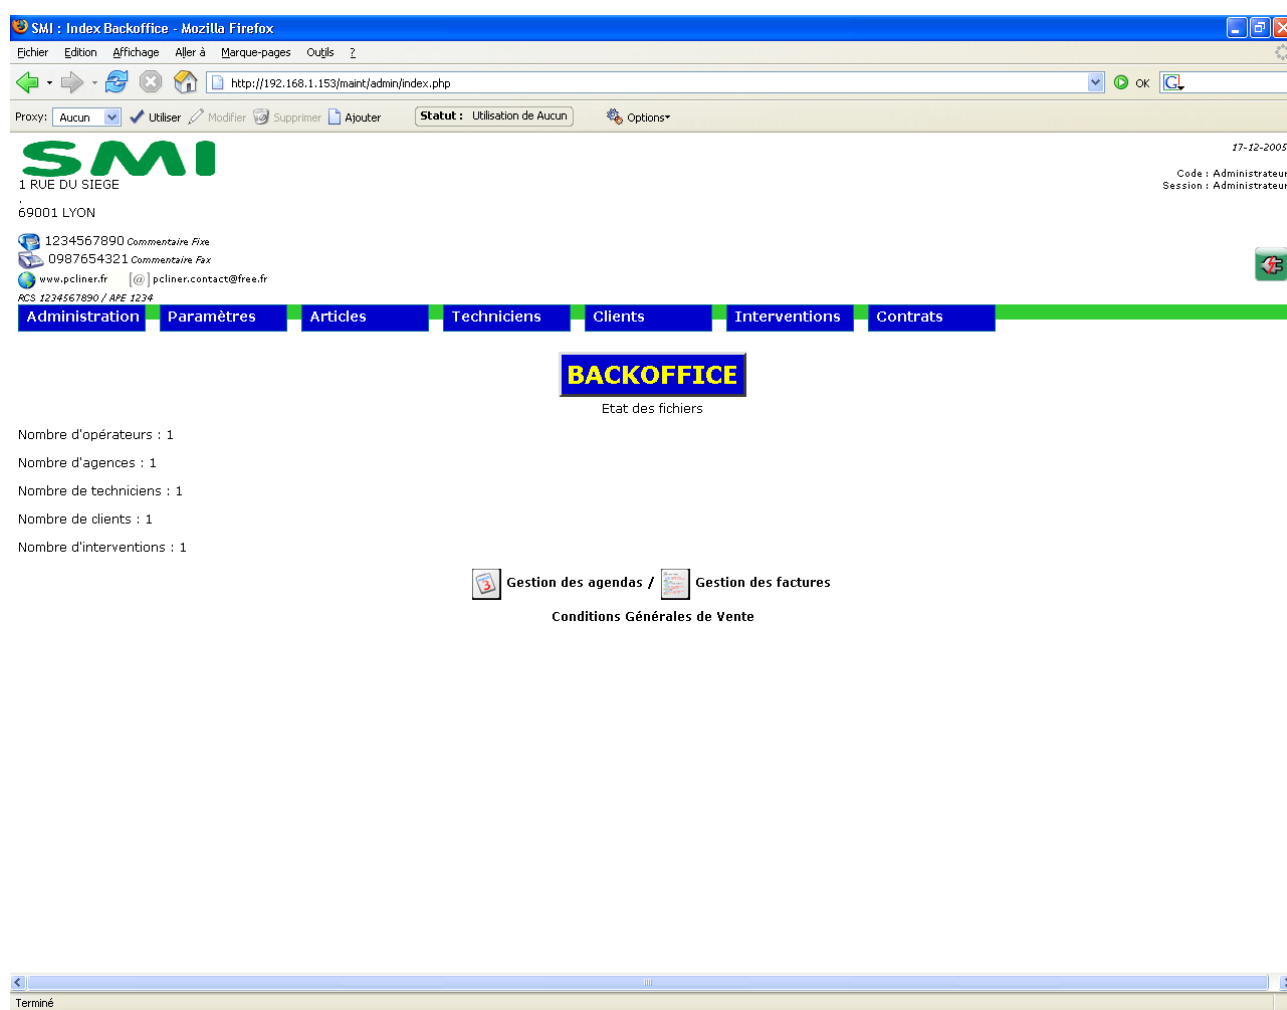 SMI : Index Backoffice - Mozilla Firefox
Fichier Edition Affichage Aller à Marque-pages Outils ?
http://192.168.1.153/maint/admin/index.php OK G
Proxy: Aucun Utiliser Modifier Supprimer Ajouter Statut : Utilisation de Aucun Options
SMI
17-12-2005
Code : Administrateur
Session : Administrateur
1 RUE DU SIEGE
.
69001 LYON
1234567890 Commentaire Fixe
0987654321 Commentaire Fax
www.pcliner.fr [@] pcliner.contact@free.fr
RCS 1234567890 / APE 1234
Administration Paramètres Articles Techniciens Clients Interventions Contrats
BACKOFFICE
Etat des fichiers
Nombre d'opérateurs : 1
Nombre d'agences : 1
Nombre de techniciens : 1
Nombre de clients : 1
Nombre d'interventions : 1
3 Gestion des agendas / Gestion des factures
Conditions Générales de Vente
Terminé